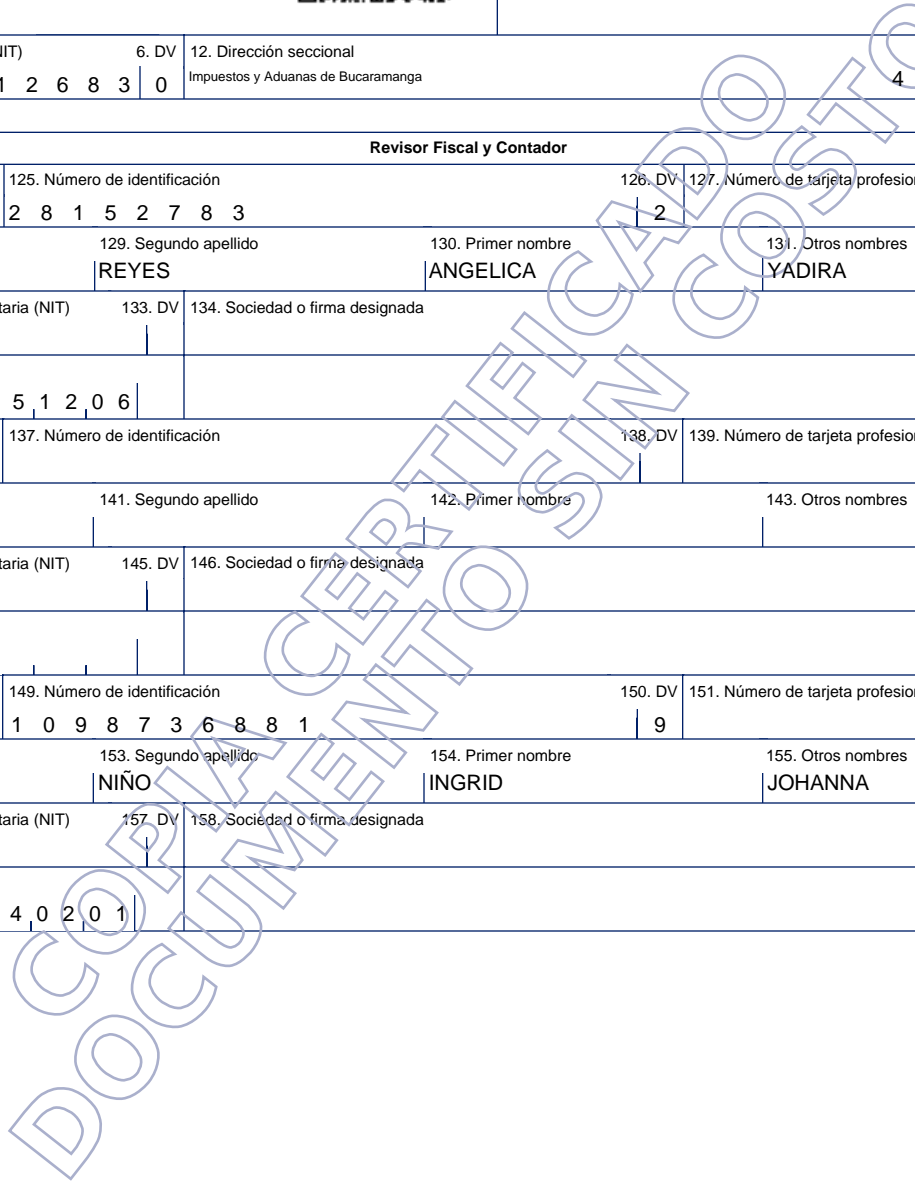 NIT) 6. DV 12. Dirección seccional
1 2 6 8 3 0 Impuestos y Aduanas de Bucaramanga 4
Revisor Fiscal y Contador
125. Número de identificación 126. DV 127. Número de tarjeta profesion
2 8 1 5 2 7 8 3 2
129. Segundo apellido 130. Primer nombre 131. Otros nombres
REYES ANGELICA YADIRA
taria (NIT) 133. DV 134. Sociedad o firma designada
5 1 2 0 6
137. Número de identificación 138. DV 139. Número de tarjeta profesion
141. Segundo apellido 142. Primer nombre 143. Otros nombres
taria (NIT) 145. DV 146. Sociedad o firma designada
149. Número de identificación 150. DV 151. Número de tarjeta profesion
1 0 9 8 7 3 6 8 8 1 9
153. Segundo apellido 154. Primer nombre 155. Otros nombres
NIÑO INGRID JOHANNA
taria (NIT) 157. DV 158. Sociedad o firma designada
4 0 2 0 1
COPIA CERTIFICADO
DOCUMENTO SIN COSTO